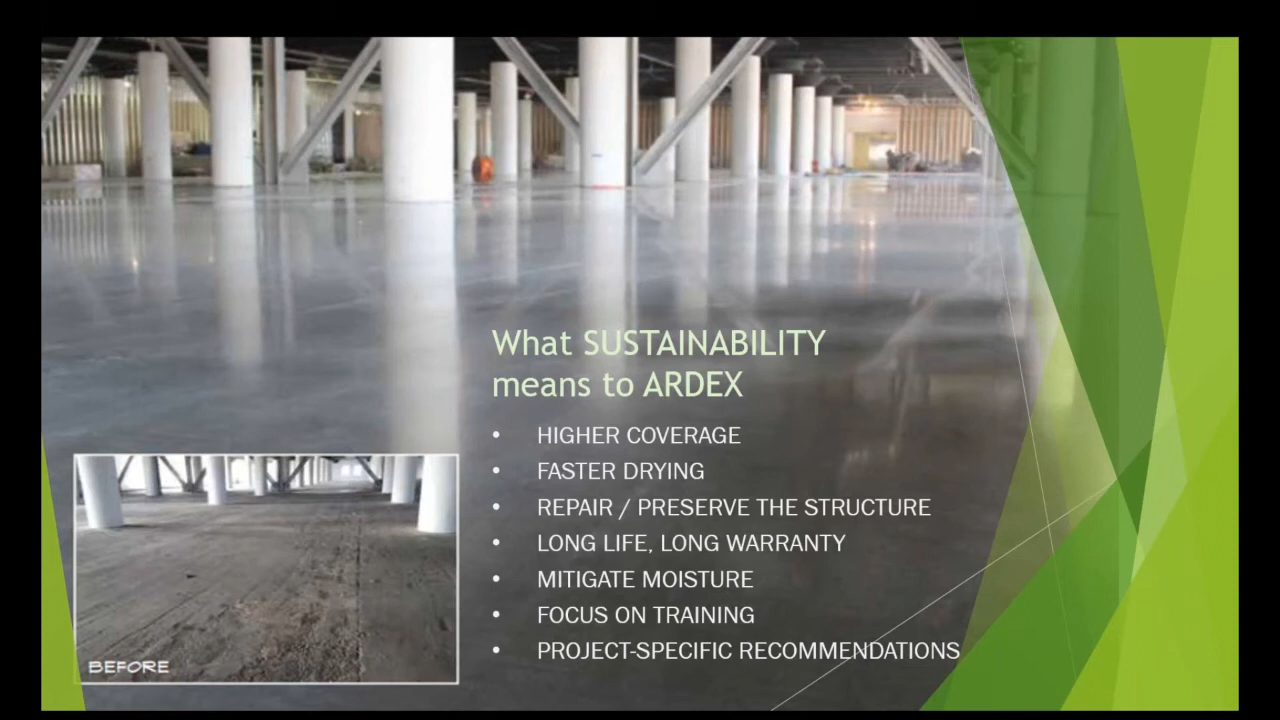 What SUSTAINABILITY
means to ARDEX
• HIGHER COVERAGE
• FASTER DRYING
• REPAIR / PRESERVE THE STRUCTURE
• LONG LIFE, LONG WARRANTY
• MITIGATE MOISTURE
• FOCUS ON TRAINING
• PROJECT-SPECIFIC RECOMMENDATIONS
BEFORE